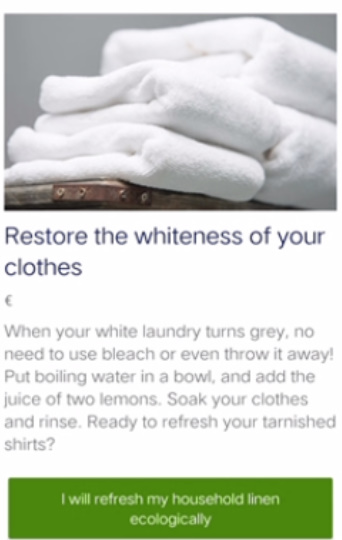 Restore the whiteness of your
clothes
€
When your white laundry turns grey, no
need to use bleach or even throw it away!
Put boiling water in a bowl, and add the
juice of two lemons. Soak your clothes
and rinse. Ready to refresh your tarnished
shirts?
I will refresh my household linen
ecologically